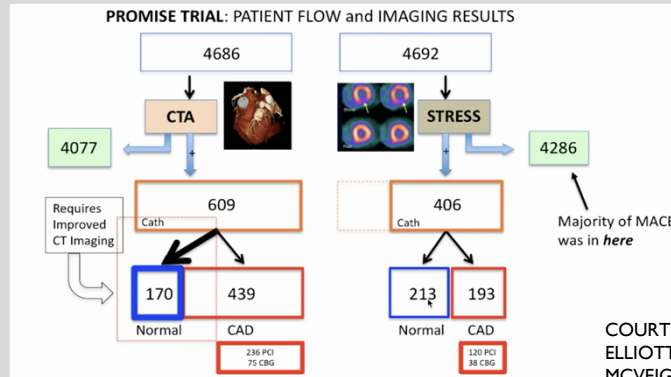 PROMISE TRIAL: PATIENT FLOW and IMAGING RESULTS
4686
4692
CTA
STRESS
4077
+
+
4286
609
Cath
406
Cath
Requires
Improved
CT Imaging
Majority of MACE
was in here
170
439
213
193
Normal
CAD
Normal
CAD
236 PCI
75 CBG
120 PCI
38 CBG
COURT
ELLIOTT
MCVEIG